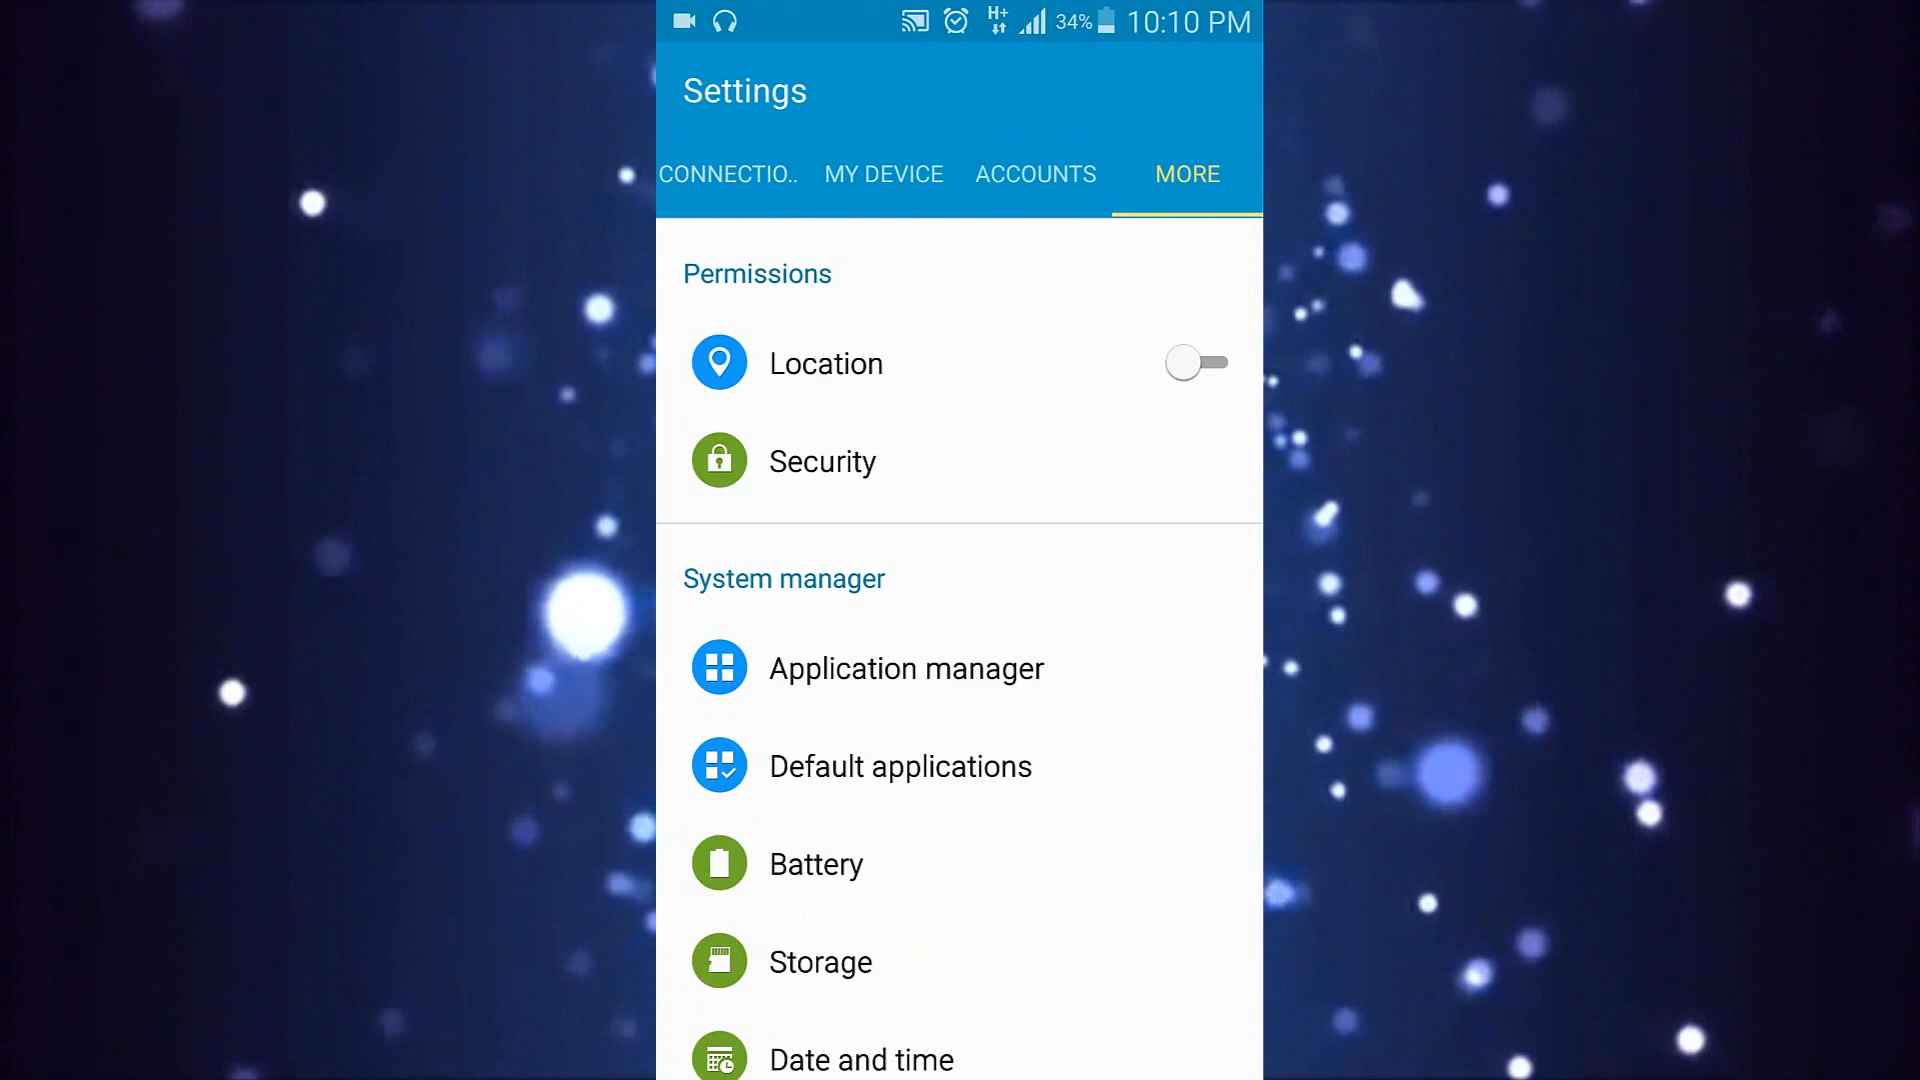 H+ 34% 10:10 PM
Settings
CONNECTIO.. MY DEVICE ACCOUNTS MORE
Permissions
Location
Security
System manager
Application manager
Default applications
Battery
Storage
Date and time